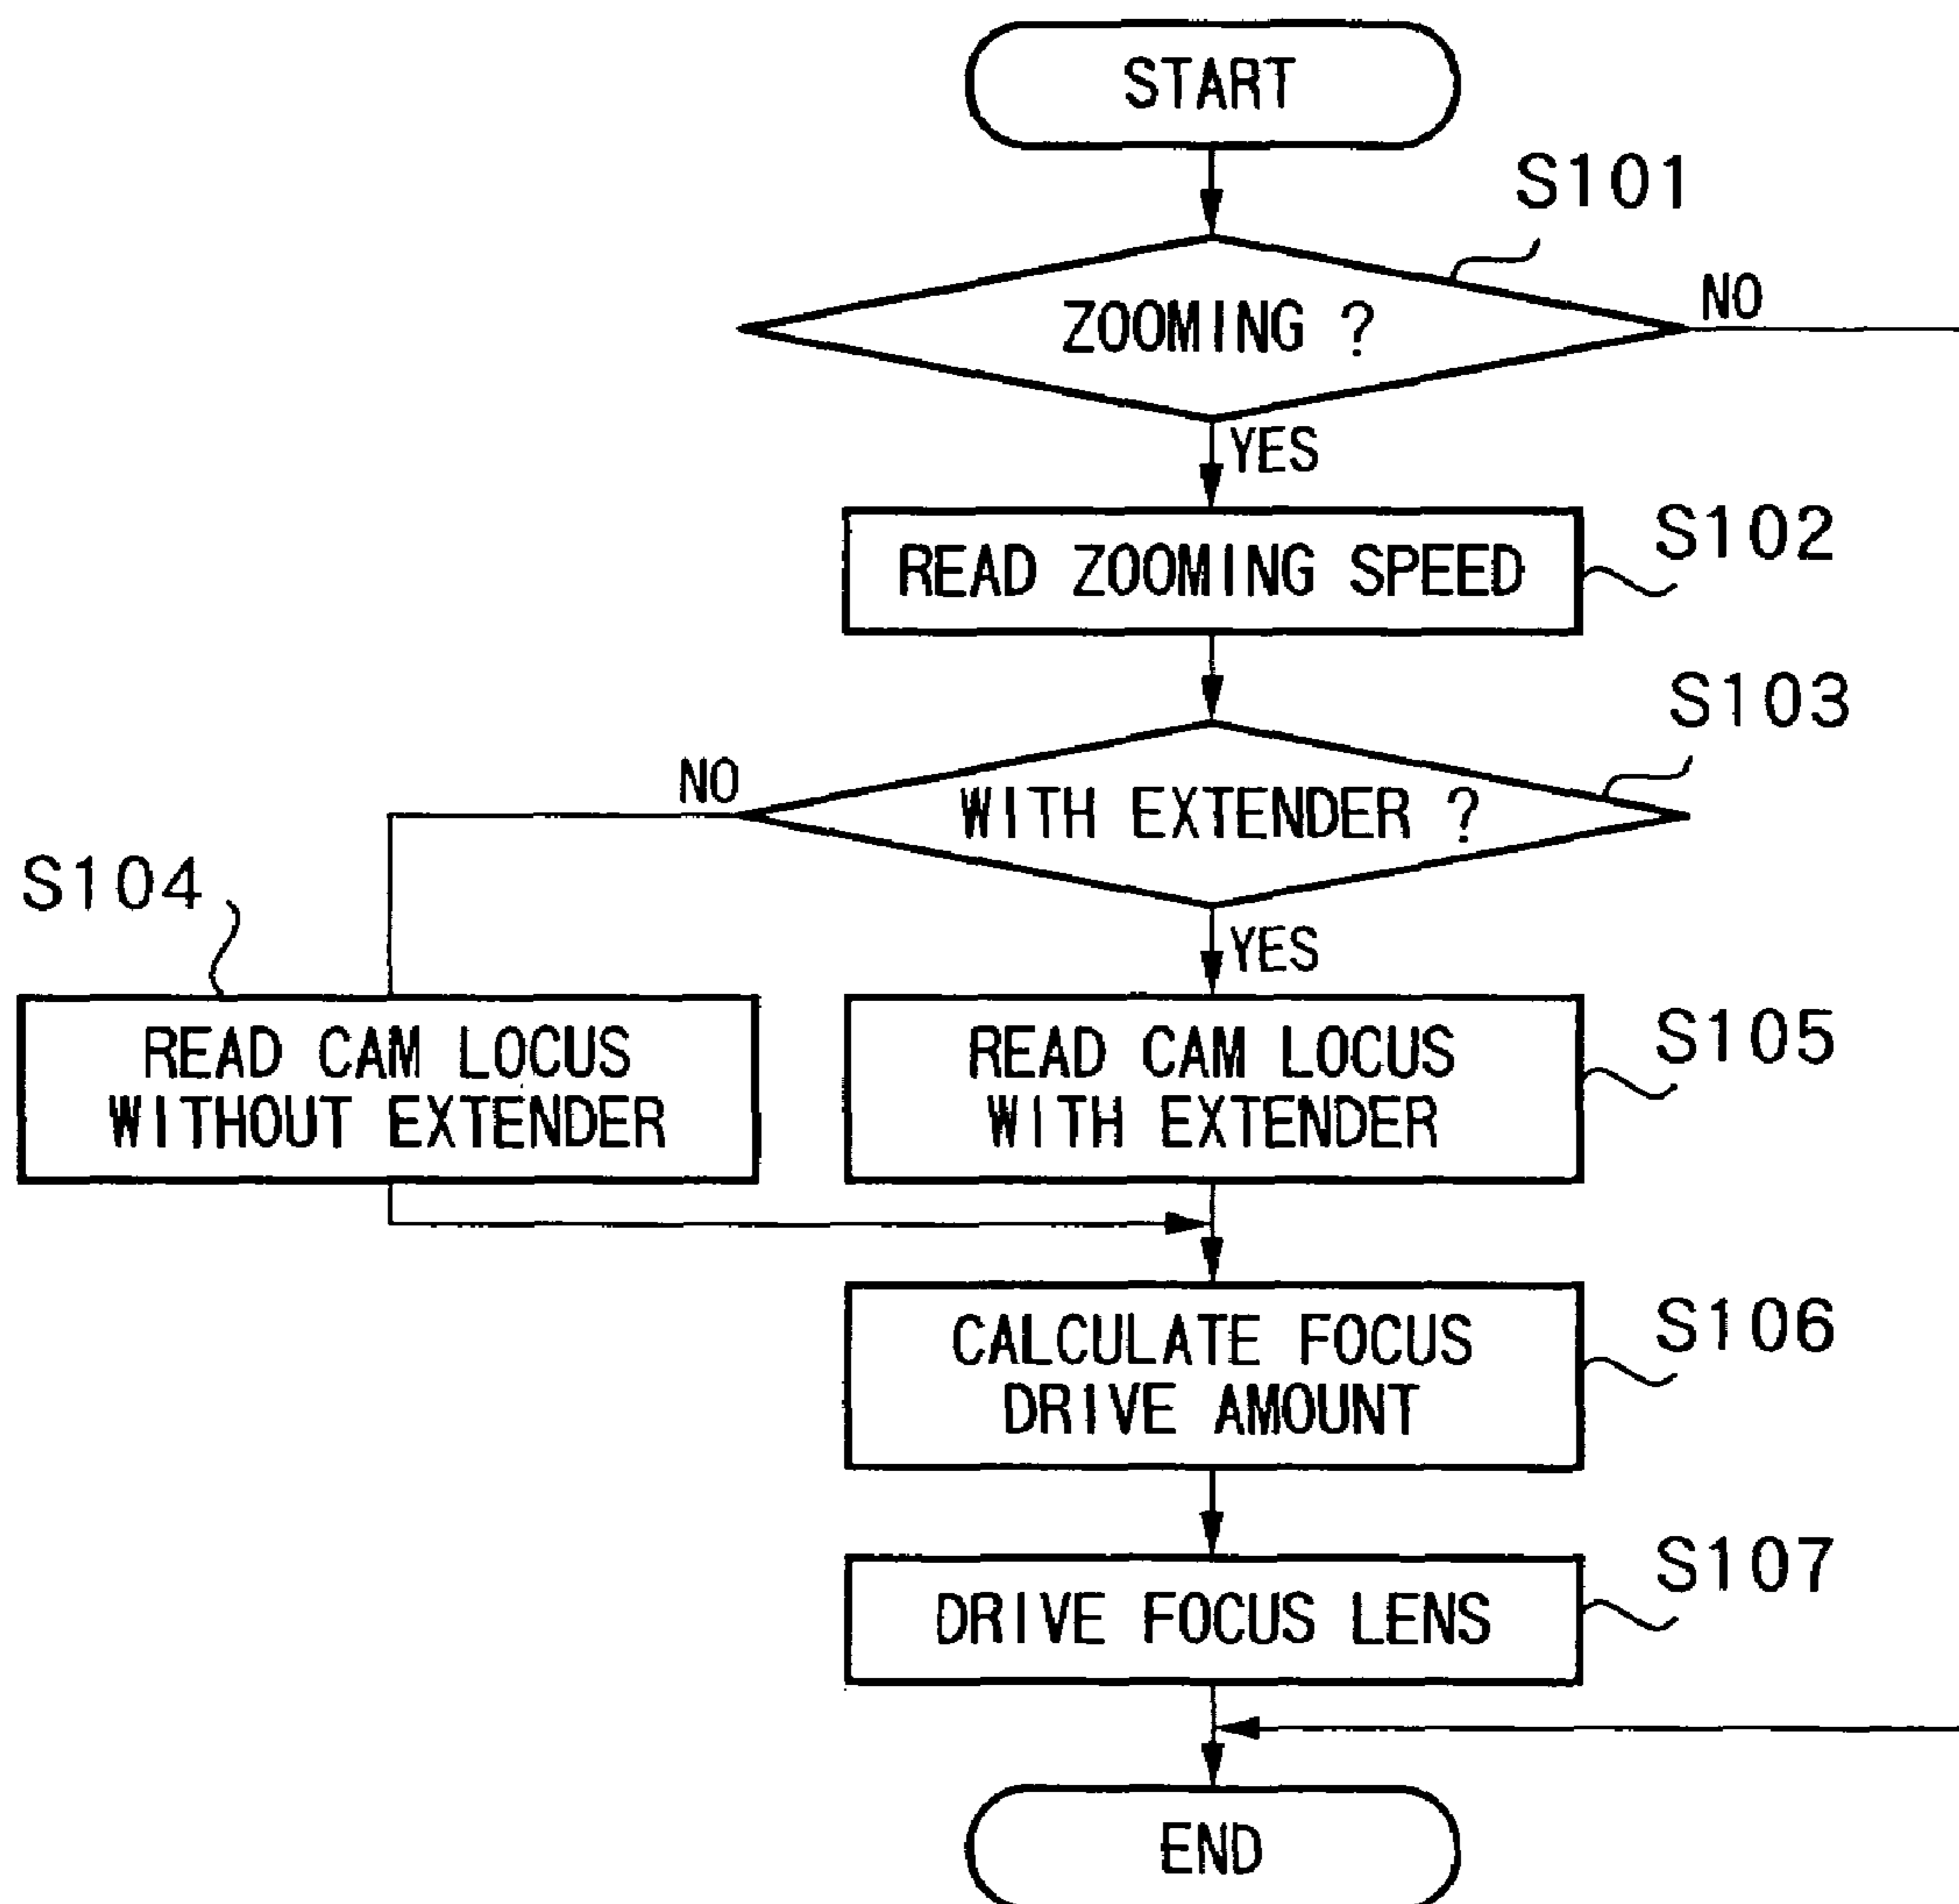 START
S101
ZOOMING ?
NO
YES
READ ZOOMING SPEED
S102
S103
NO
WITH EXTENDER ?
S104
YES
READ CAM LOCUS
WITHOUT EXTENDER
READ CAM LOCUS
WITH EXTENDER
S105
CALCULATE FOCUS
DRIVE AMOUNT
S106
DRIVE FOCUS LENS
S107
END